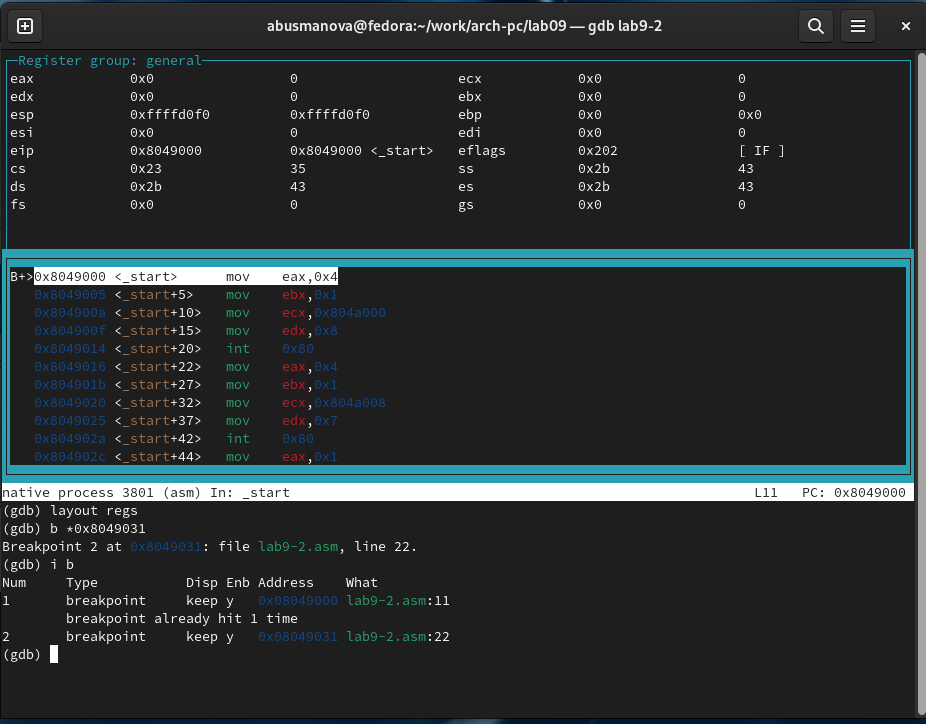 abusmanova@fedora:~/work/arch-pc/lab09 — gdb lab9-2
Register group: general
eax 0x0 0 ecx 0x0 0
edx 0x0 0 ebx 0x0 0
esp 0xffffd0f0 0xffffd0f0 ebp 0x0 0x0
esi 0x0 0 edi 0x0 0
eip 0x8049000 0x8049000 <_start> eflags 0x202 [ IF ]
cs 0x23 35 ss 0x2b 43
ds 0x2b 43 es 0x2b 43
fs 0x0 0 gs 0x0 0
B+>0x8049000 <_start> mov eax,0x4
0x8049005 <_start+5> mov ebx,0x1
0x804900a <_start+10> mov ecx,0x804a000
0x804900f <_start+15> mov edx,0x8
0x8049014 <_start+20> int 0x80
0x8049016 <_start+22> mov eax,0x4
0x804901b <_start+27> mov ebx,0x1
0x8049020 <_start+32> mov ecx,0x804a008
0x8049025 <_start+37> mov edx,0x7
0x804902a <_start+42> int 0x80
0x804902c <_start+44> mov eax,0x1
native process 3801 (asm) In: _start L11 PC: 0x8049000
(gdb) layout regs
(gdb) b *0x8049031
Breakpoint 2 at 0x8049031: file lab9-2.asm, line 22.
(gdb) i b
Num Type Disp Enb Address What
1 breakpoint keep y 0x08049000 lab9-2.asm:11
breakpoint already hit 1 time
2 breakpoint keep y 0x08049031 lab9-2.asm:22
(gdb)